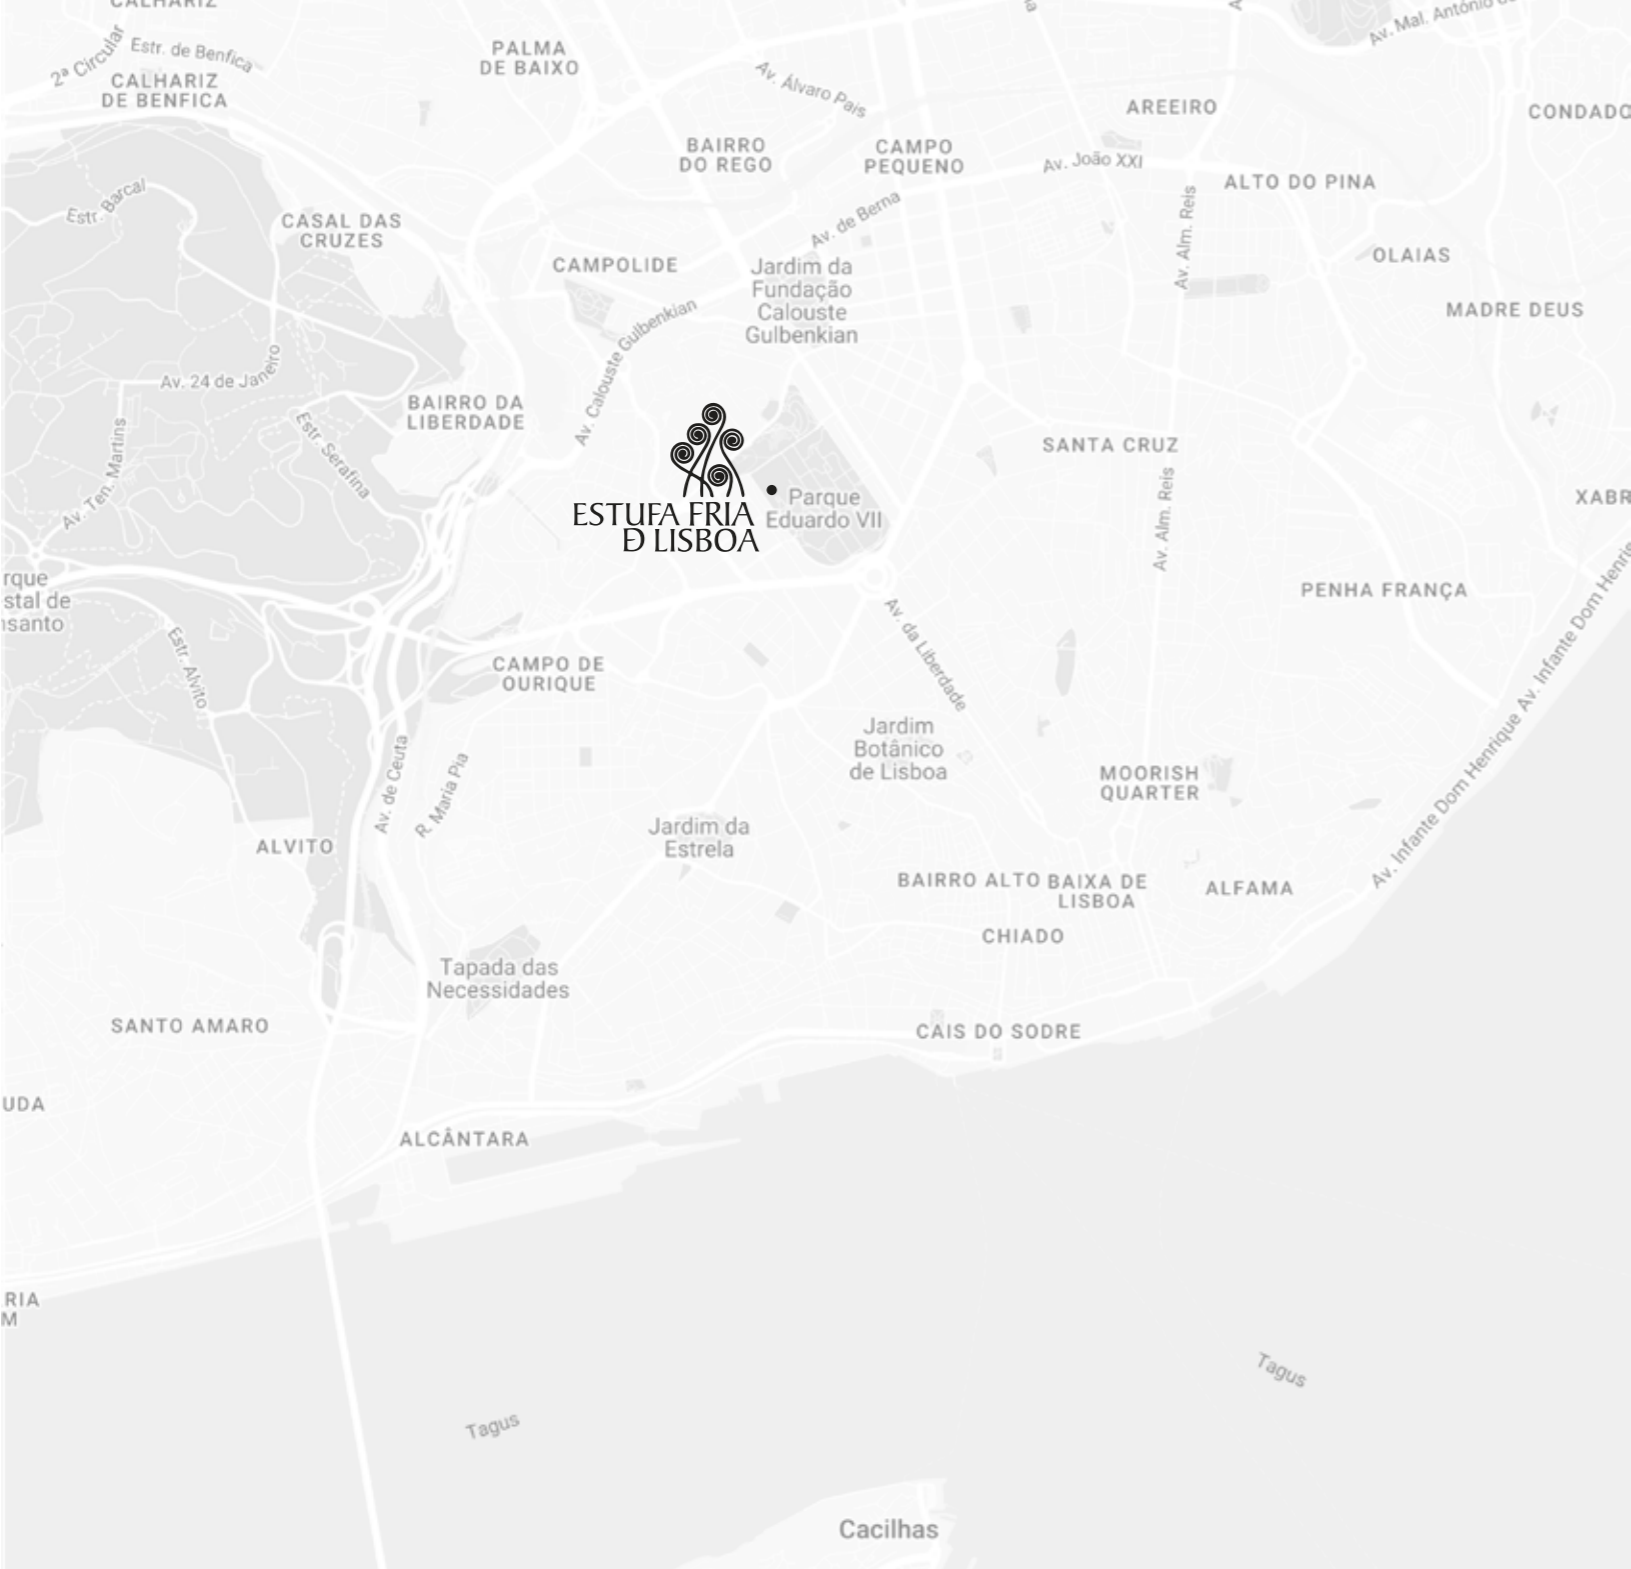 CALHARIZ
2ª Circular
Estr. de Benfica
CALHARIZ
DE BENFICA
PALMA
DE BAIXO
Av. Álvaro Pais
Av. Mal. António
AREEIRO
CONDADO
BAIRRO
DO REGO
CAMPO
PEQUENO
Av. João XXI
ALTO DO PINA
Estr. Barcal
CASAL DAS
CRUZES
Av. de Berna
Av. Alm. Reis
CAMPOLIDE
Jardim da
Fundação
Calouste
Gulbenkian
OLAIAS
MADRE DEUS
Av. Calouste Gulbenkian
Av. 24 de Janeiro
BAIRRO DA
LIBERDADE
Estr. Serafina
Av. Ten. Martins
SANTA CRUZ
Av. Alm. Reis
XABR
ESTUFA FRIA
D LISBOA
Parque
Eduardo VII
rque
stal de
nsanto
PENHA FRANÇA
Av. Infante Dom Henrique
Av. Infante Dom Henrique
Estr. Alvito
CAMPO DE
OURIQUE
Av. da Liberdade
Jardim
Botânico
de Lisboa
Av. de Ceuta
R. Maria Pia
MOORISH
QUARTER
ALVITO
Jardim da
Estrela
BAIRRO ALTO
BAIXA DE
LISBOA
ALFAMA
CHIADO
Tapada das
Necessidades
SANTO AMARO
CAIS DO SODRE
UDA
ALCÂNTARA
RIA
M
Tagus
Tagus
Cacilhas